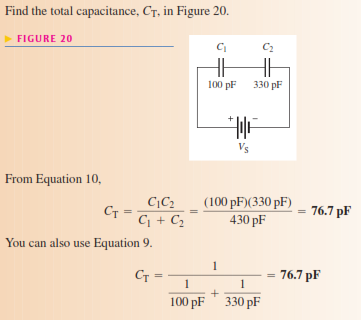 Find the total capacitance, C_T, in Figure 20.
▶ FIGURE 20
C₁ C₂
100 pF 330 pF
+ −
V_S
From Equation 10,
C_T = C₁C₂ / (C₁ + C₂) = (100 pF)(330 pF) / 430 pF = 76.7 pF
You can also use Equation 9.
C_T = 1 / (1 / 100 pF + 1 / 330 pF) = 76.7 pF